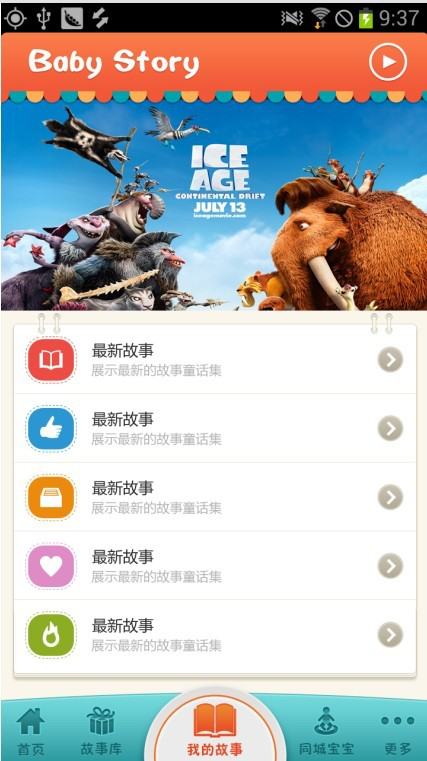 9:37
Baby Story
ICE
AGE
CONTINENTAL DRIFT
JULY 13
iceagemovie.com
最新故事
展示最新的故事童话集
最新故事
展示最新的故事童话集
最新故事
展示最新的故事童话集
最新故事
展示最新的故事童话集
最新故事
展示最新的故事童话集
首页 故事库 我的故事 同城宝宝 更多